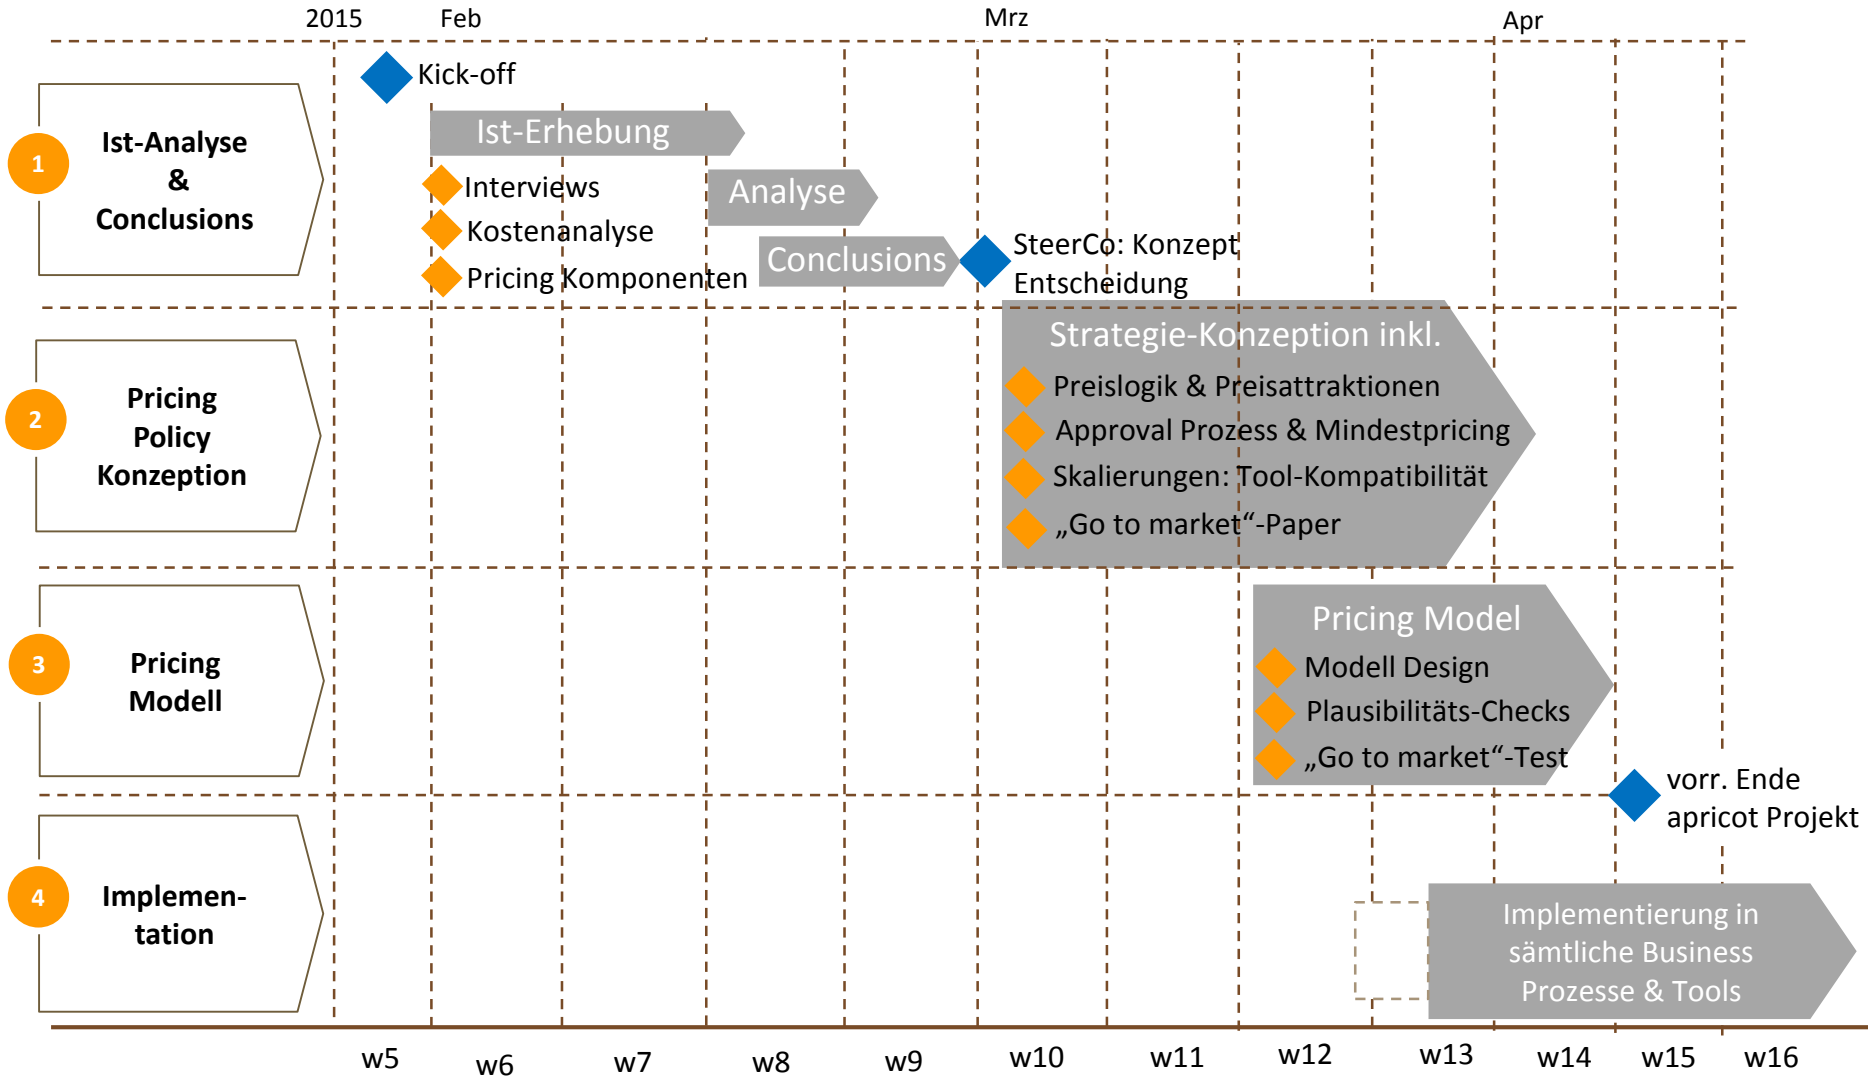 2015
Feb
Mrz
Apr
Kick-off
1
Ist-Analyse
&
Conclusions
Ist-Erhebung
Interviews
Kostenanalyse
Pricing Komponenten
Analyse
Conclusions
SteerCo: Konzept
Entscheidung
2
Pricing
Policy
Konzeption
Strategie-Konzeption inkl.
Preislogik & Preisattraktionen
Approval Prozess & Mindestpricing
Skalierungen: Tool-Kompatibilität
„Go to market“-Paper
3
Pricing
Modell
Pricing Model
Modell Design
Plausibilitäts-Checks
„Go to market“-Test
vorr. Ende
apricot Projekt
4
Implemen-
tation
Implementierung in
sämtliche Business
Prozesse & Tools
w5
w6
w7
w8
w9
w10
w11
w12
w13
w14
w15
w16